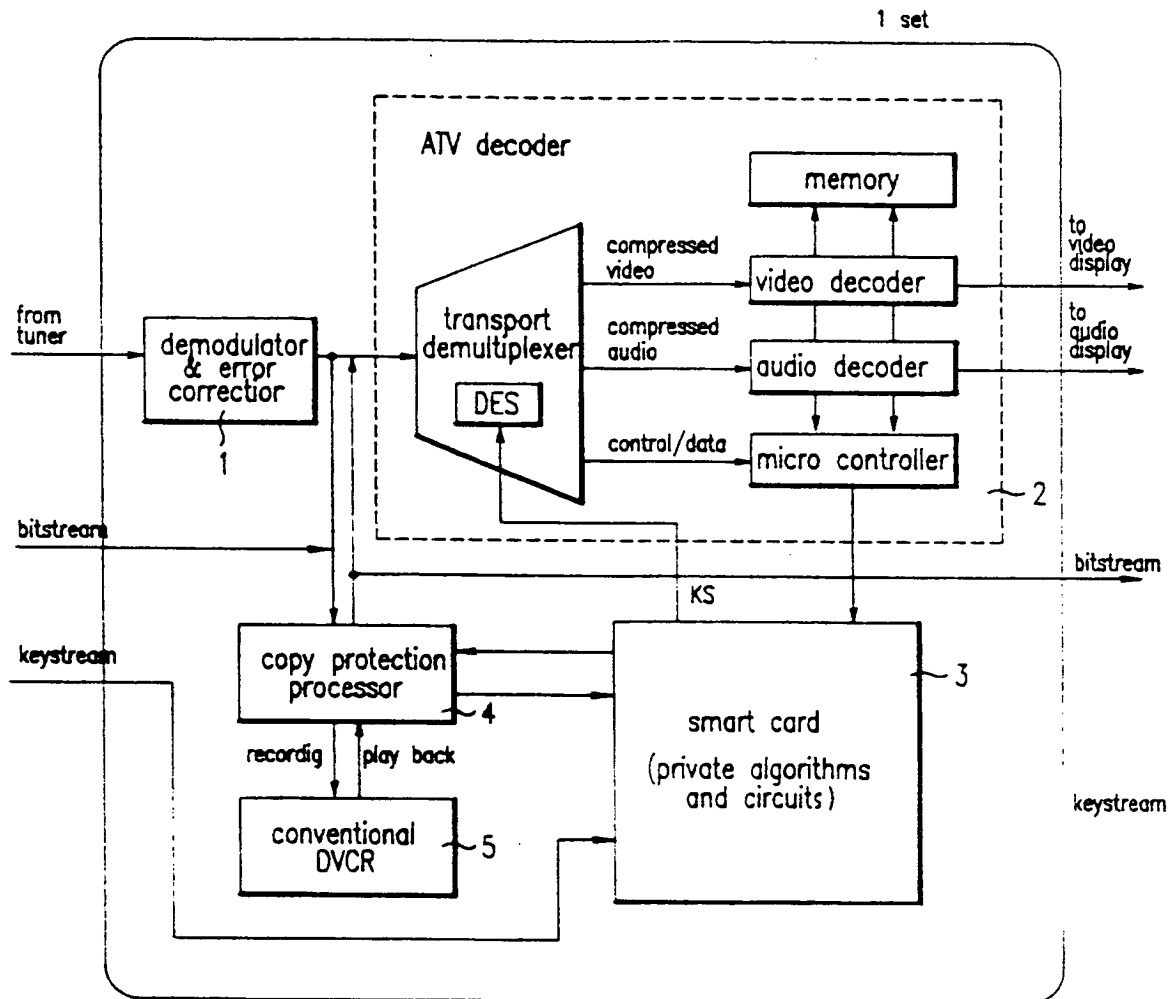 1 set
ATV decoder
memory
compressed
video
to
video
display
video decoder
from
tuner
transport
demultiplexer
compressed
audio
to
audio
display
demodulator
& error
correctior
audio decoder
DES
1
control/data
micro controller
2
bitstream
bitstream
KS
keystream
copy protection
processor
4
3
smart card
(private algorithms
and circuits)
recordig
play back
keystream
conventional
DVCR
5